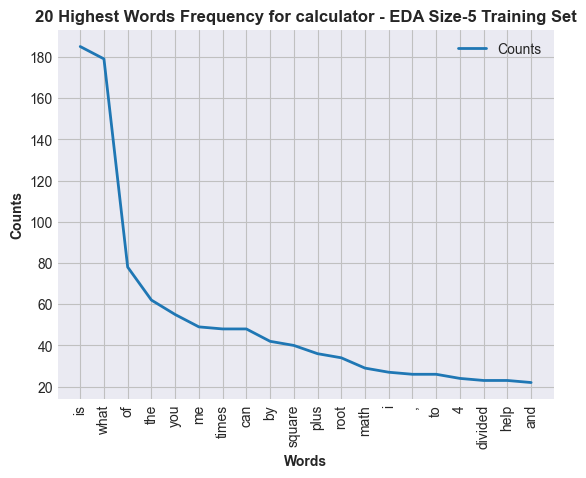 20 Highest Words Frequency for calculator - EDA Size-5 Training Set
Counts
180
160
140
120
100
80
60
40
20
Counts
is
what
of
the
you
me
times
can
by
square
plus
root
math
i
,
to
4
divided
help
and
Words